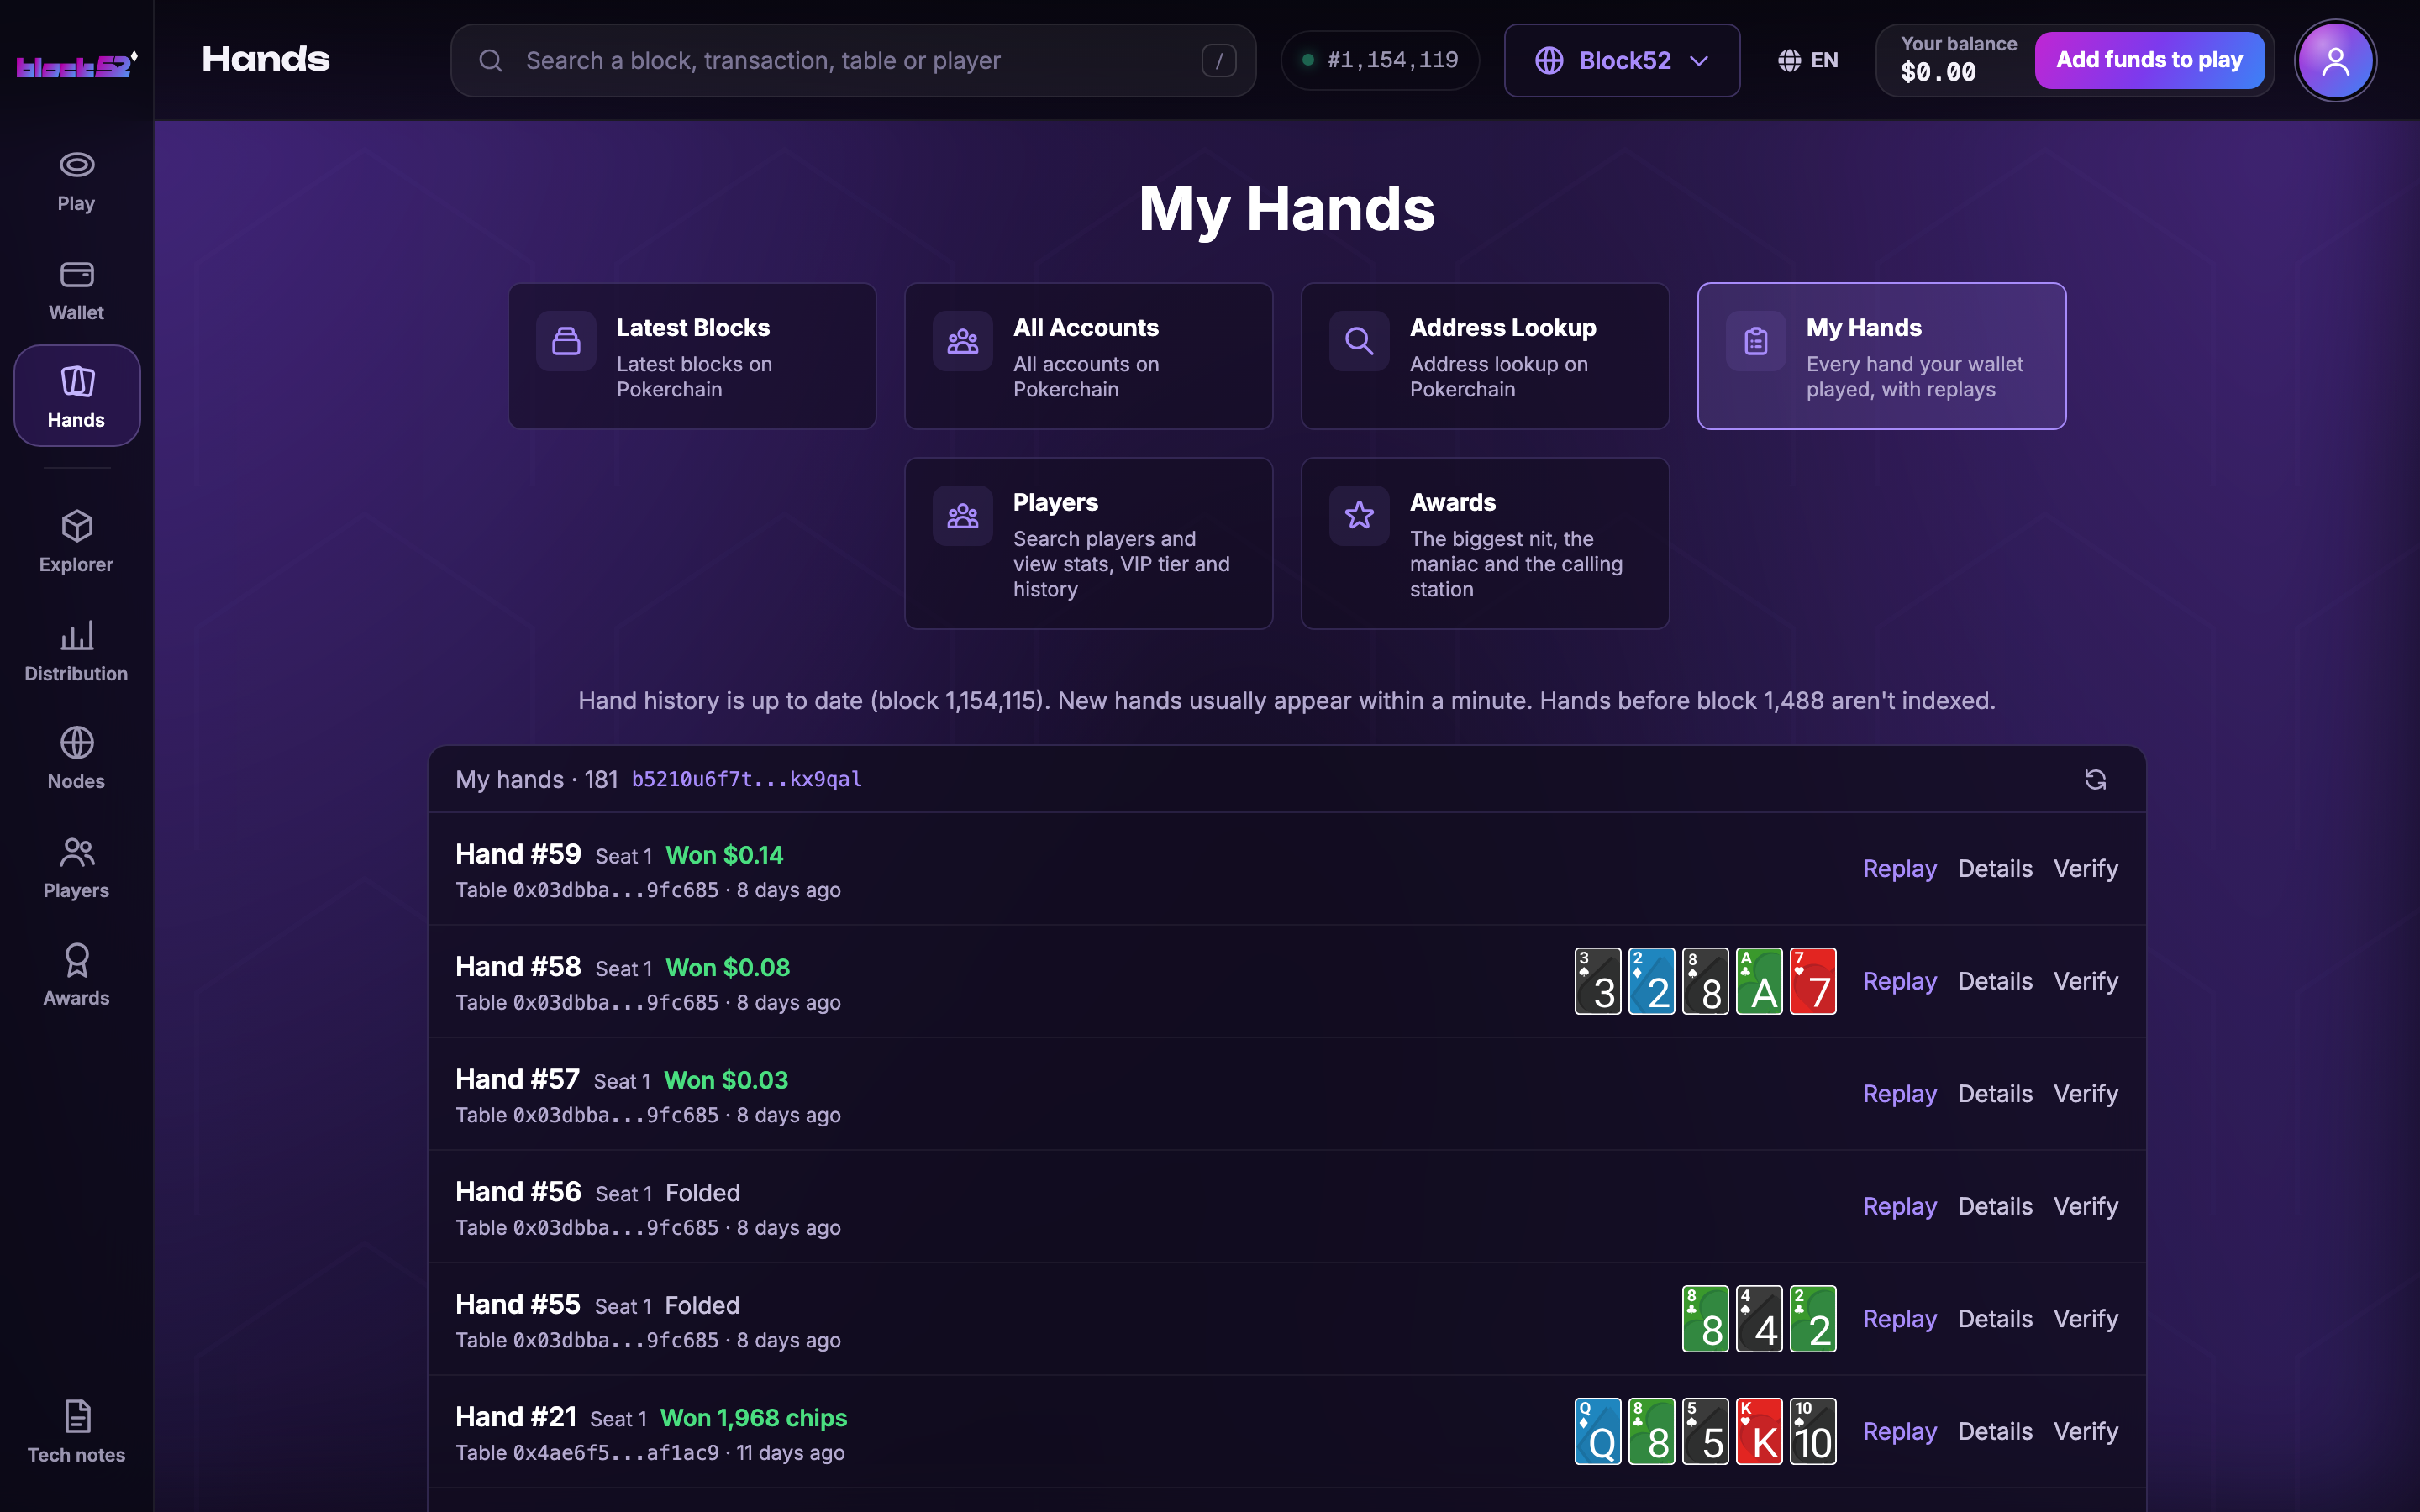 block52
Hands
Search a block, transaction, table or player
/
#1,154,119
Block52
EN
Your balance
$0.00
Add funds to play
Play
Wallet
Hands
Explorer
Distribution
Nodes
Players
Awards
Tech notes
My Hands
Latest Blocks
Latest blocks on
Pokerchain
All Accounts
All accounts on
Pokerchain
Address Lookup
Address lookup on
Pokerchain
My Hands
Every hand your wallet
played, with replays
Players
Search players and
view stats, VIP tier and
history
Awards
The biggest nit, the
maniac and the calling
station
Hand history is up to date (block 1,154,115). New hands usually appear within a minute. Hands before block 1,488 aren't indexed.
My hands · 181 b5210u6f7t...kx9qal
Hand #59 Seat 1 Won $0.14
Table 0x03dbba...9fc685 · 8 days ago
Replay Details Verify
Hand #58 Seat 1 Won $0.08
Table 0x03dbba...9fc685 · 8 days ago
3 2 8 A 7
3 2 8 A 7
Replay Details Verify
Hand #57 Seat 1 Won $0.03
Table 0x03dbba...9fc685 · 8 days ago
Replay Details Verify
Hand #56 Seat 1 Folded
Table 0x03dbba...9fc685 · 8 days ago
Replay Details Verify
Hand #55 Seat 1 Folded
Table 0x03dbba...9fc685 · 8 days ago
8 4 2
8 4 2
Replay Details Verify
Hand #21 Seat 1 Won 1,968 chips
Table 0x4ae6f5...af1ac9 · 11 days ago
Q 8 5 K 10
Q 8 5 K 10
Replay Details Verify